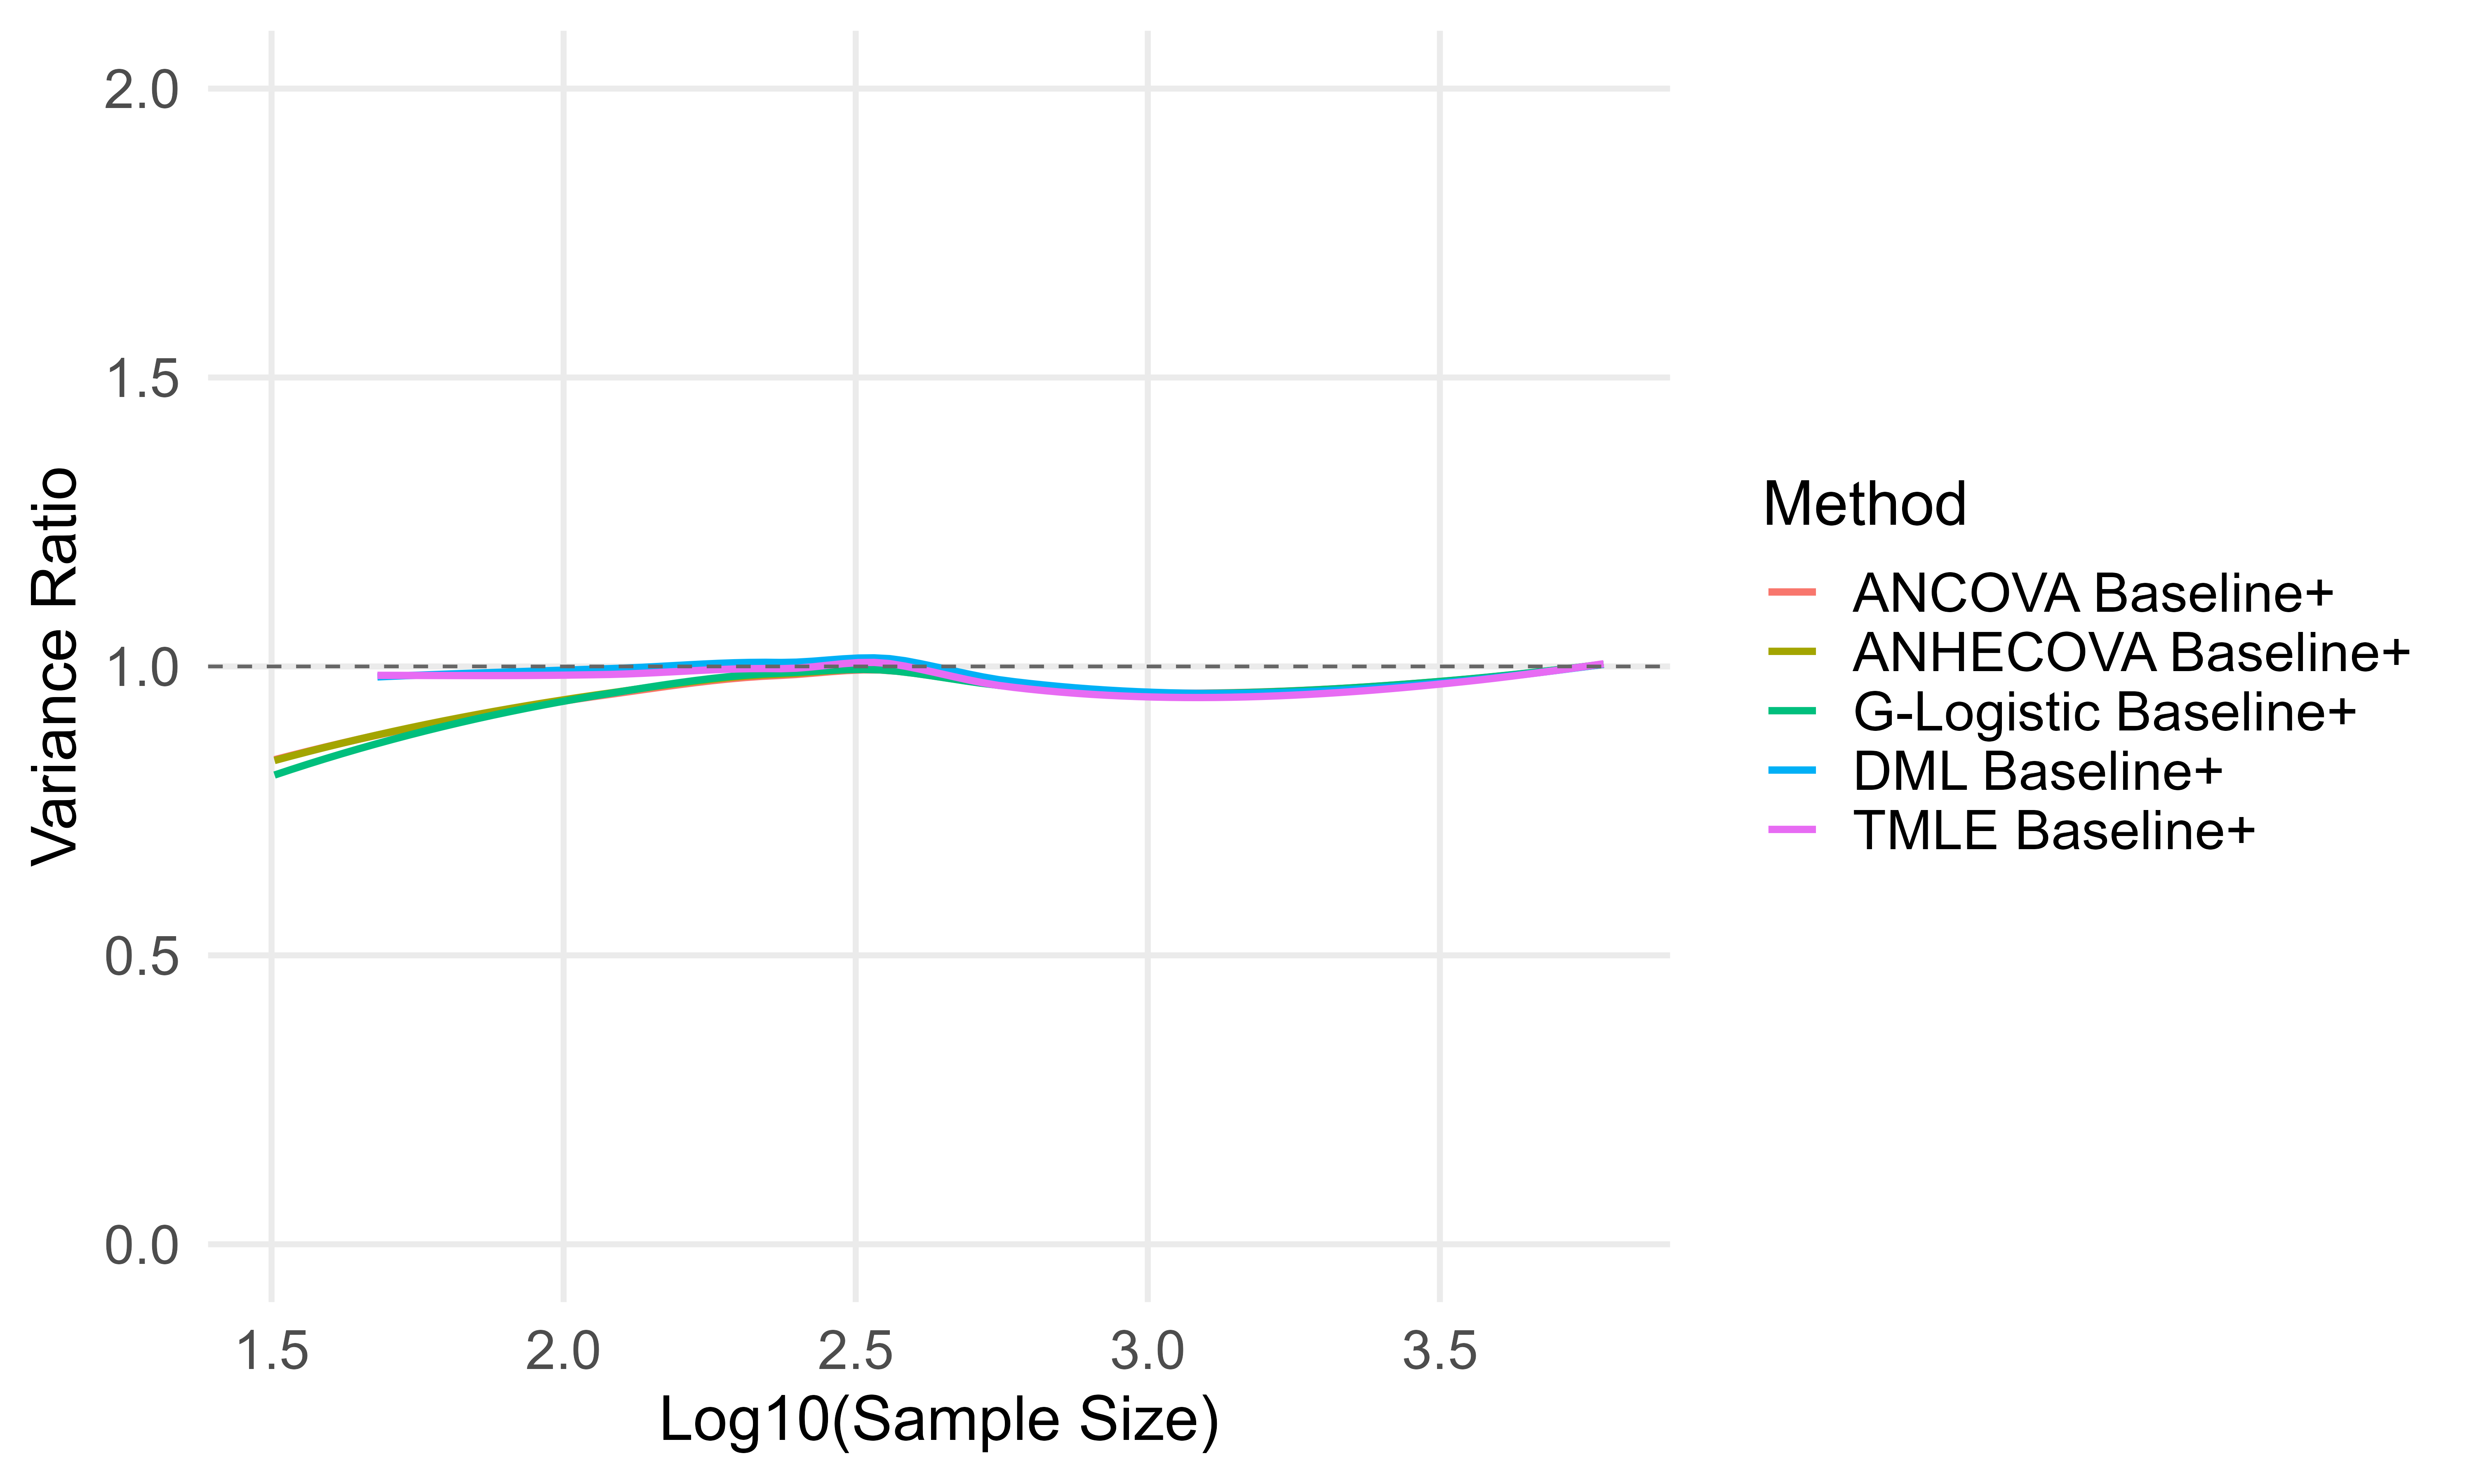 2.0
1.5
1.0
0.5
0.0
Variance Ratio
1.5 2.0 2.5 3.0 3.5
Log10(Sample Size)
Method
ANCOVA Baseline+
ANHECOVA Baseline+
G-Logistic Baseline+
DML Baseline+
TMLE Baseline+